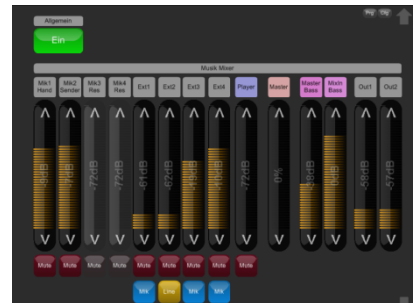 Allgemein
Ein
Musik Mixer
Mik1 Hand
Mik2 Sender
Mik3 Res
Mik4 Res
Ext1
Ext2
Ext3
Ext4
Player
Master
Master Bass
MixIn Bass
Out1
Out2
-72dB
-72dB
-61dB
-62dB
-72dB
0%
-58dB
-57dB
Mute
Mute
Mute
Mute
Mute
Mute
Mute
Mute
Mute
Mik
Line
Mik
Mik